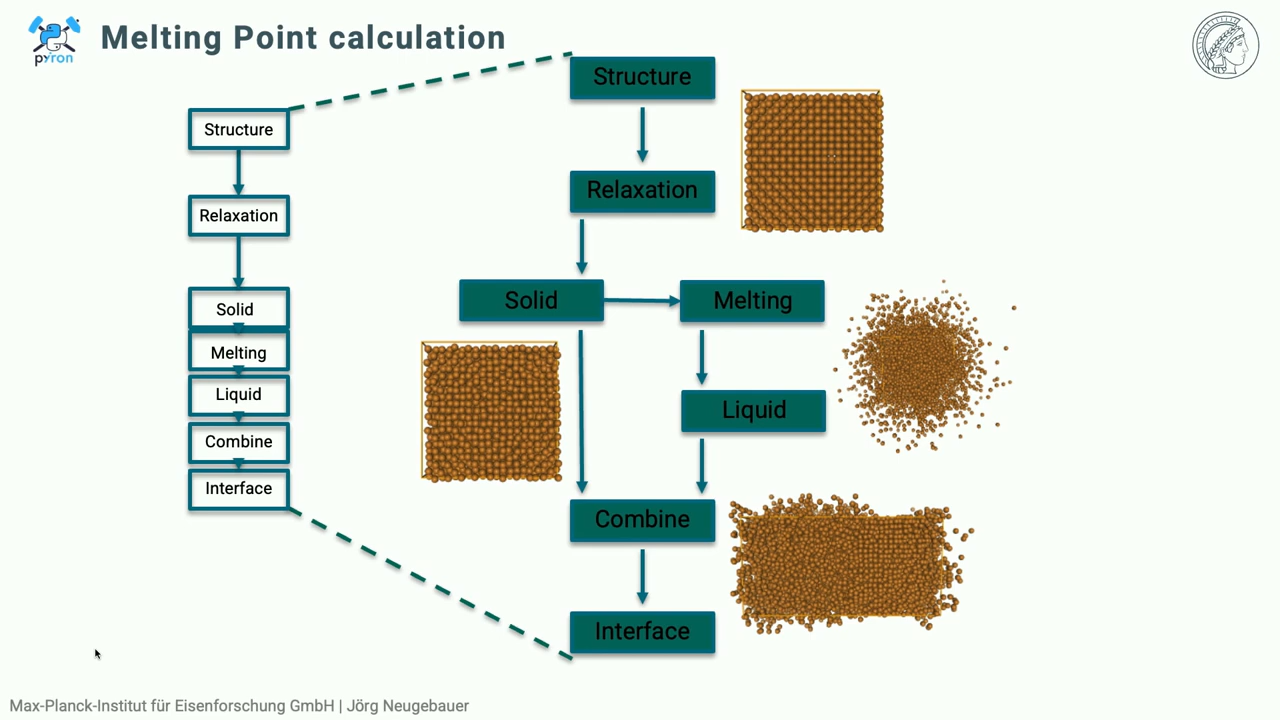 pyron
Melting Point calculation
Structure
Relaxation
Solid
Melting
Liquid
Combine
Interface
Structure
Relaxation
Solid
Melting
Liquid
Combine
Interface
Max-Planck-Institut für Eisenforschung GmbH | Jörg Neugebauer